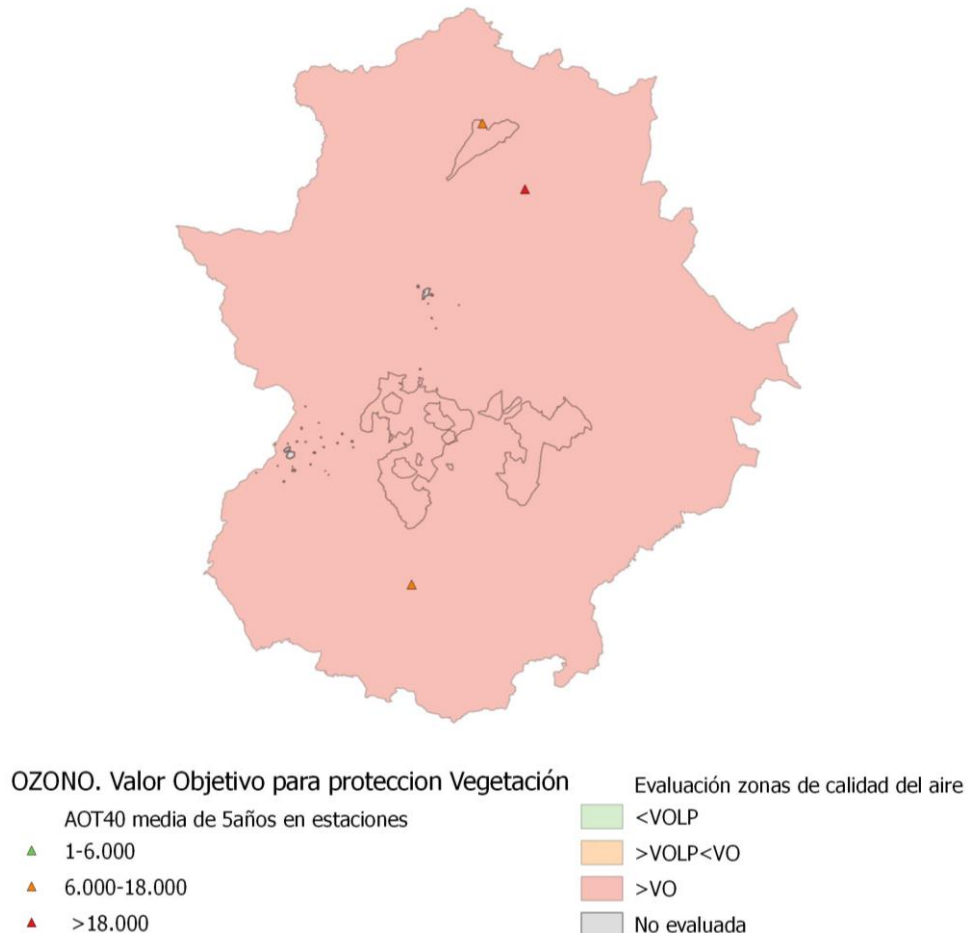 OZONO. Valor Objetivo para proteccion Vegetación
AOT40 media de 5años en estaciones
1-6.000
6.000-18.000
>18.000
Evaluación zonas de calidad del aire
<VOLP
>VOLP<VO
>VO
No evaluada